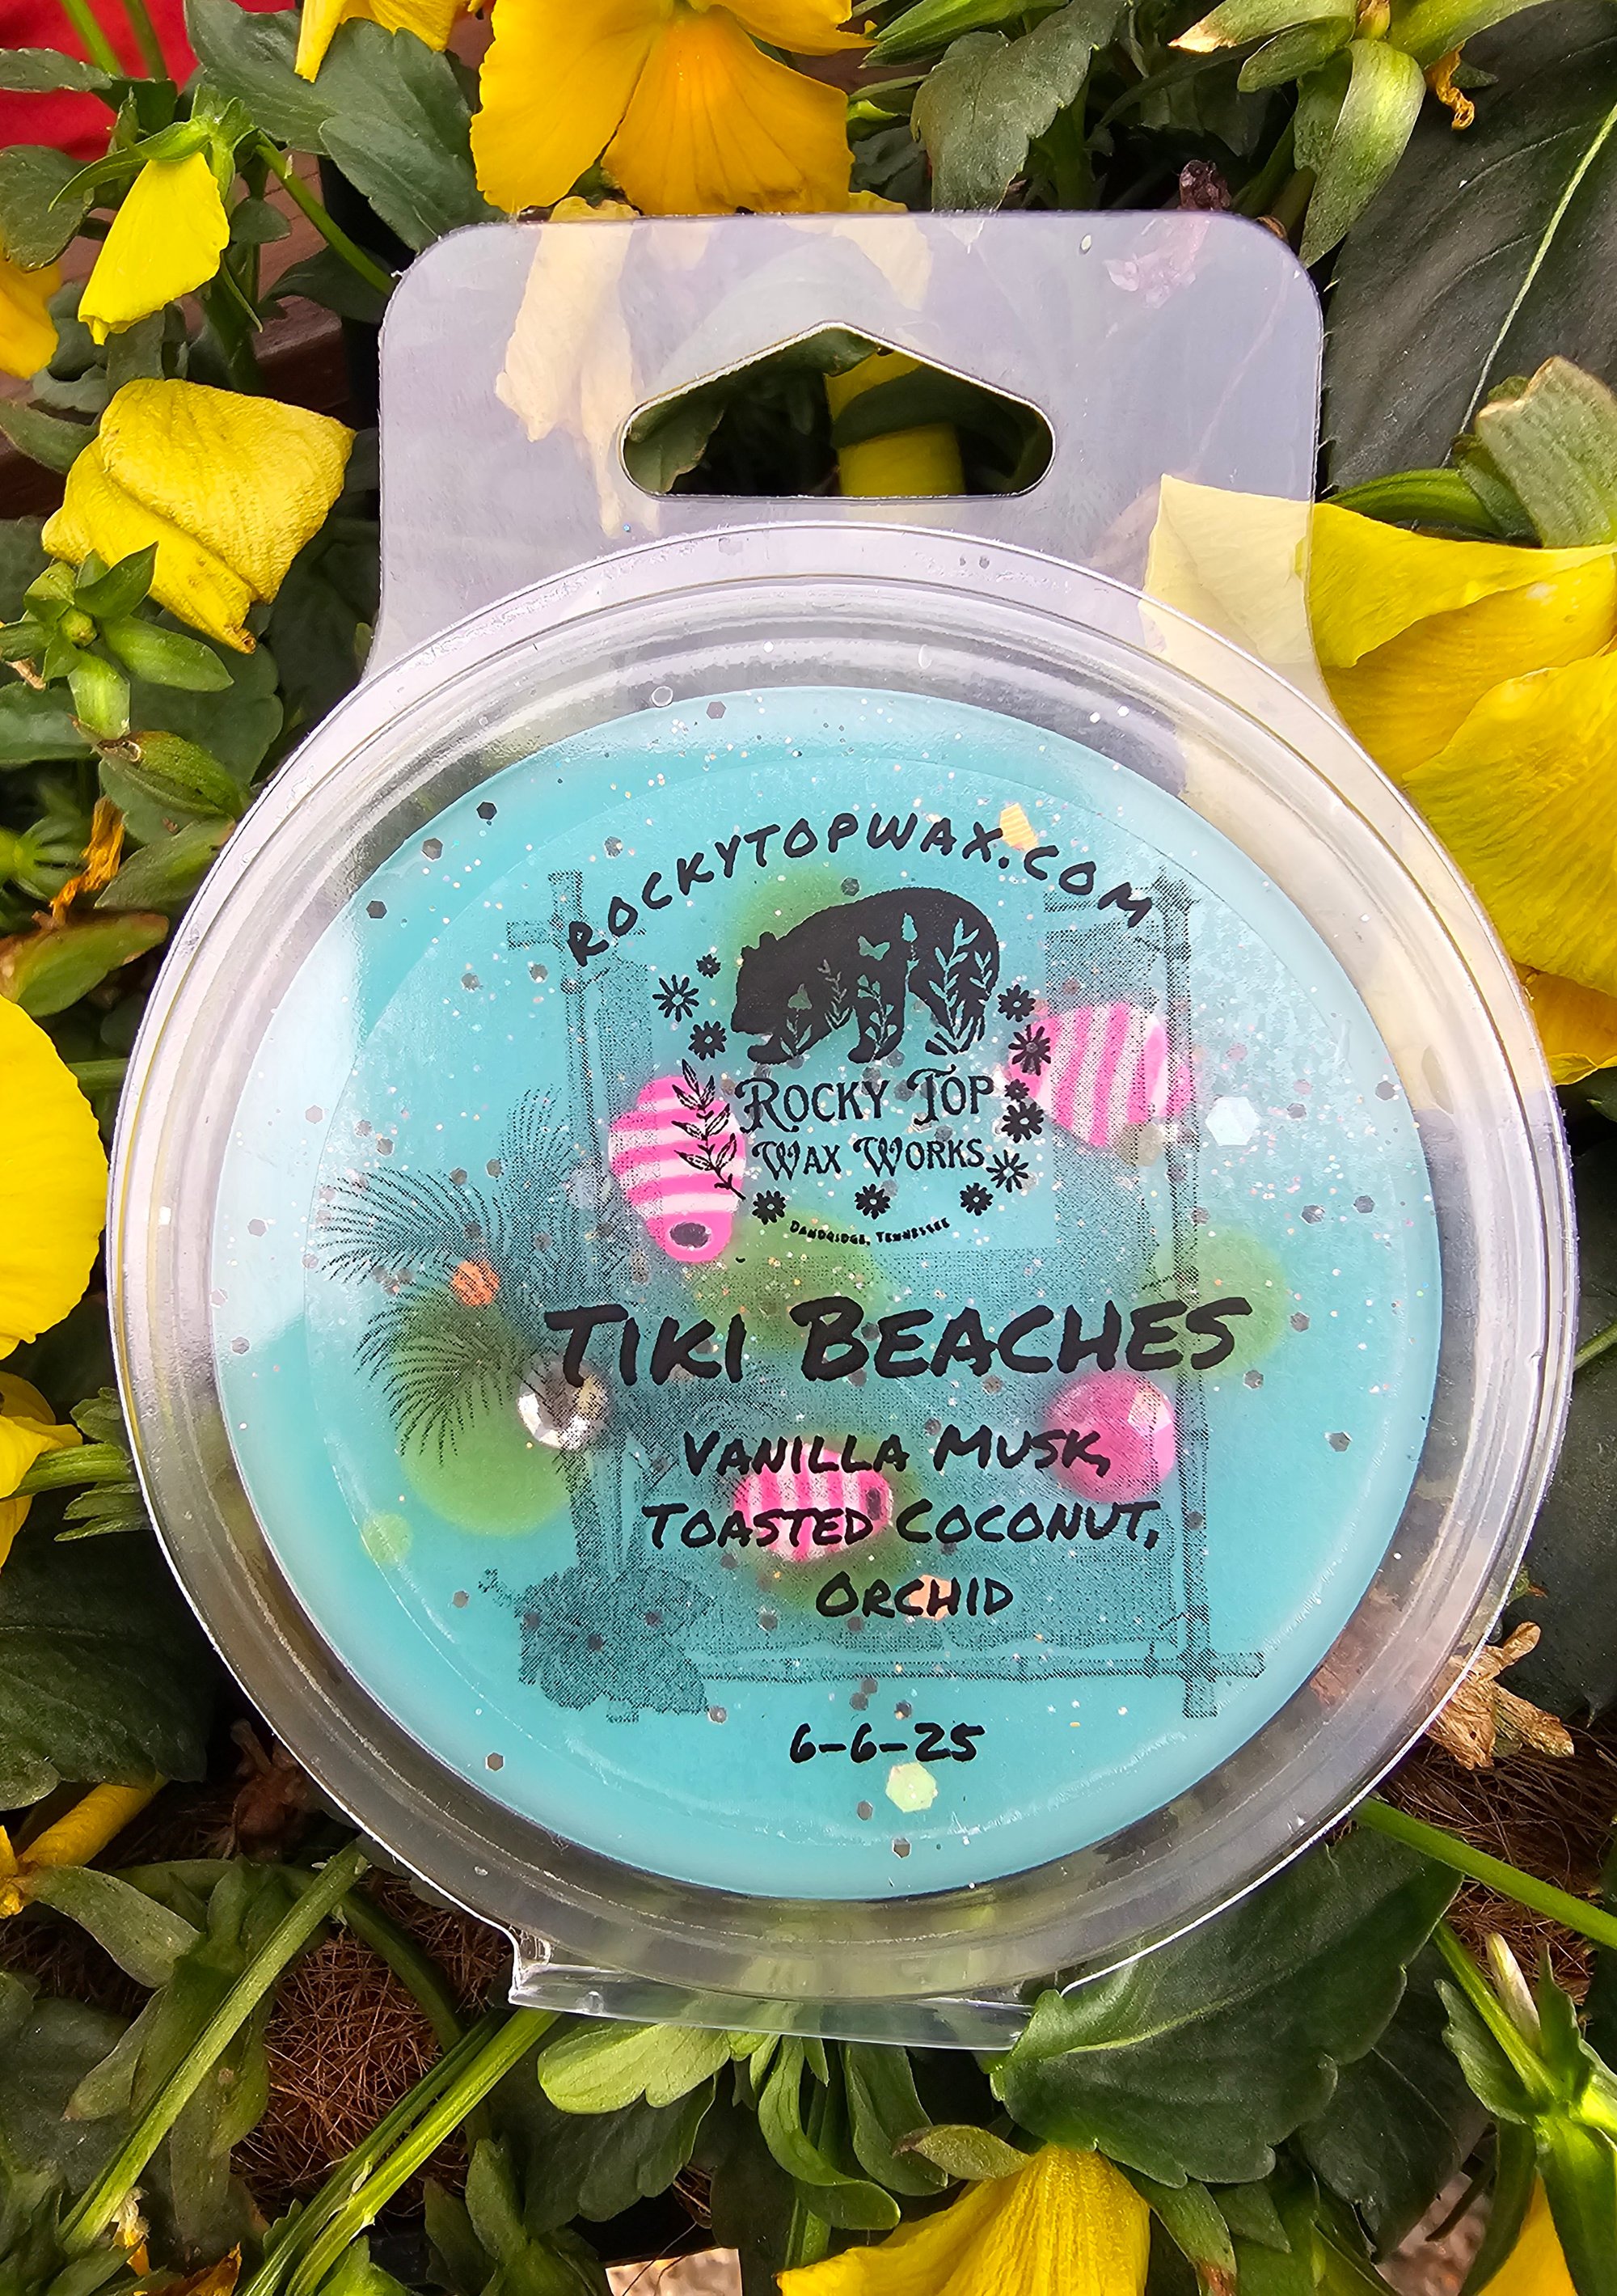 ROCKYTOPWAX.COM
ROCKY TOP
WAX WORKS
DANDRIDGE, TENNESSEE
TIKI BEACHES
VANILLA MUSK,
TOASTED COCONUT,
ORCHID
6-6-25